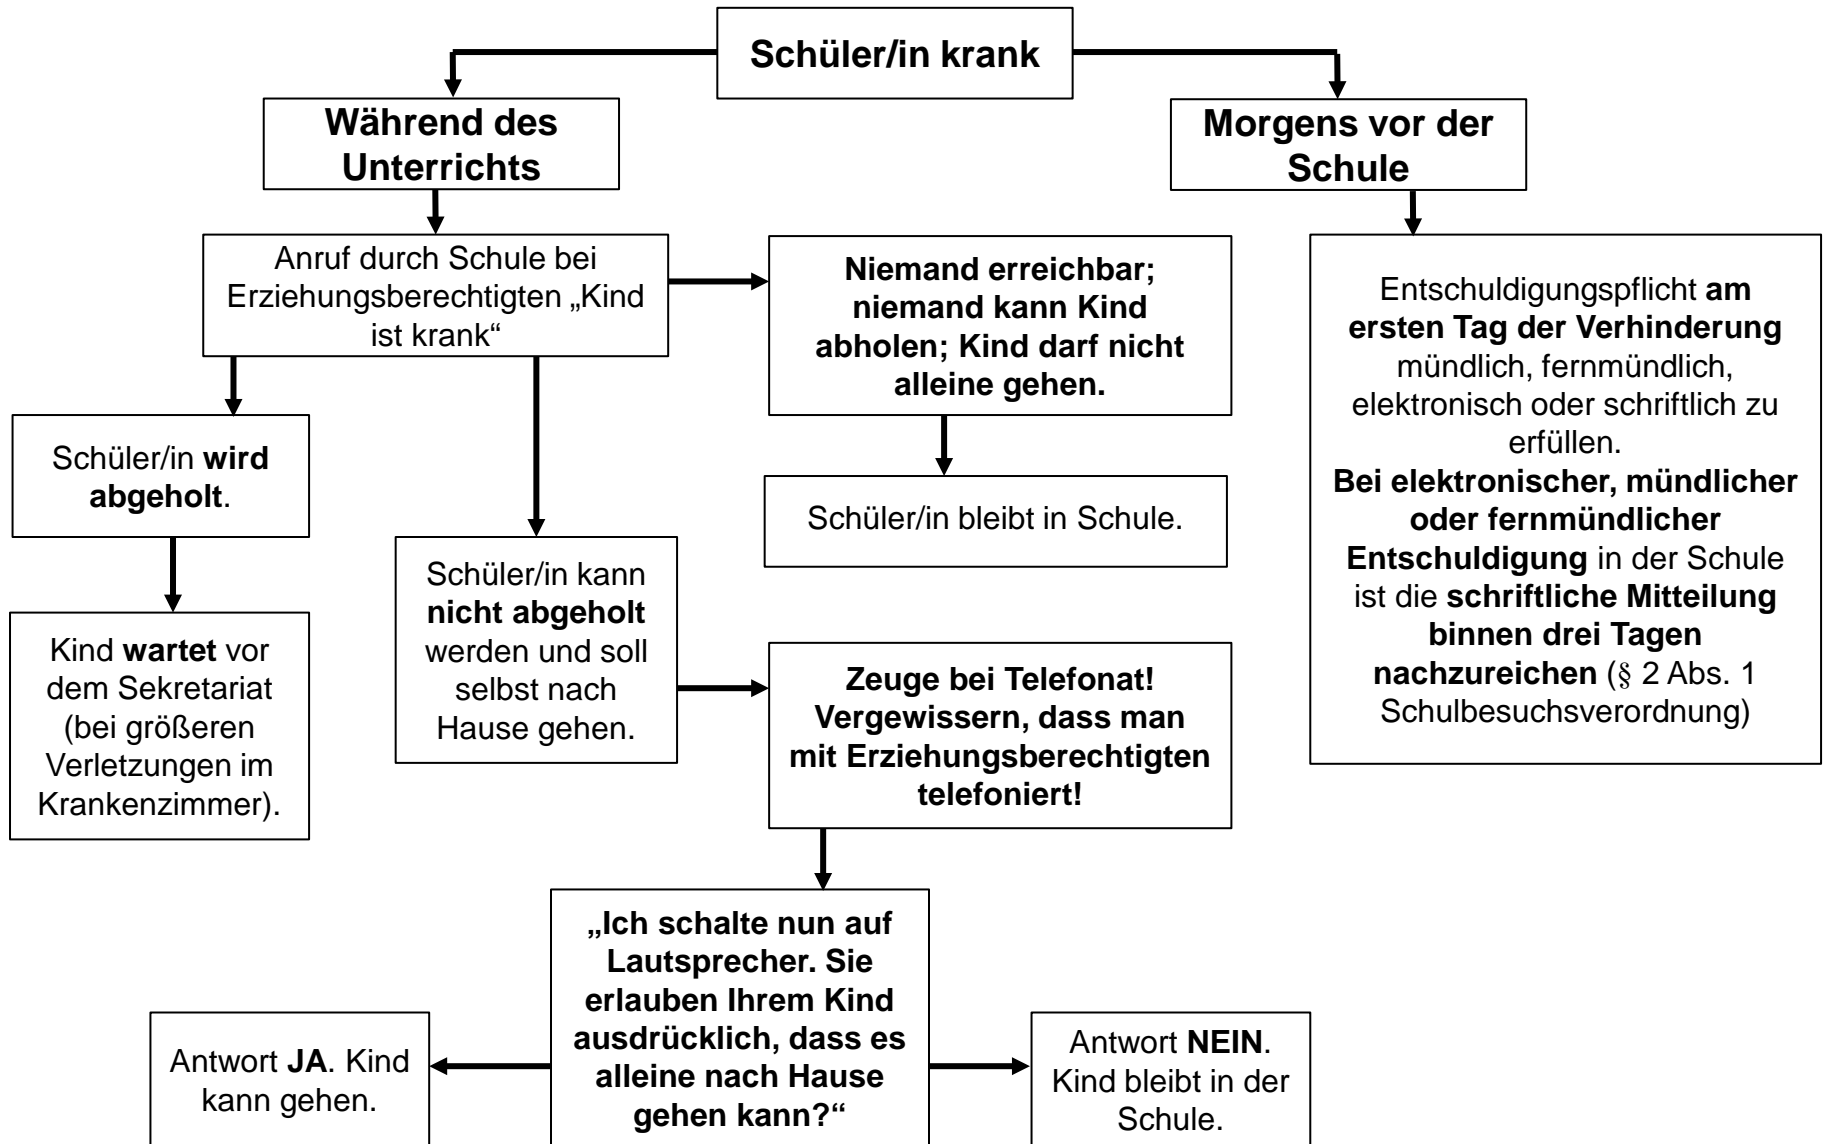 Schüler/in krank
Während des
Unterrichts
Morgens vor der
Schule
Anruf durch Schule bei
Erziehungsberechtigten „Kind
ist krank“
Niemand erreichbar;
niemand kann Kind
abholen; Kind darf nicht
alleine gehen.
Entschuldigungspflicht am
ersten Tag der Verhinderung
mündlich, fernmündlich,
elektronisch oder schriftlich zu
erfüllen.
Bei elektronischer, mündlicher
oder fernmündlicher
Entschuldigung in der Schule
ist die schriftliche Mitteilung
binnen drei Tagen
nachzureichen (§ 2 Abs. 1
Schulbesuchsverordnung)
Schüler/in wird
abgeholt.
Schüler/in bleibt in Schule.
Schüler/in kann
nicht abgeholt
werden und soll
selbst nach
Hause gehen.
Kind wartet vor
dem Sekretariat
(bei größeren
Verletzungen im
Krankenzimmer).
Zeuge bei Telefonat!
Vergewissern, dass man
mit Erziehungsberechtigten
telefoniert!
„Ich schalte nun auf
Lautsprecher. Sie
erlauben Ihrem Kind
ausdrücklich, dass es
alleine nach Hause
gehen kann?“
Antwort JA. Kind
kann gehen.
Antwort NEIN.
Kind bleibt in der
Schule.